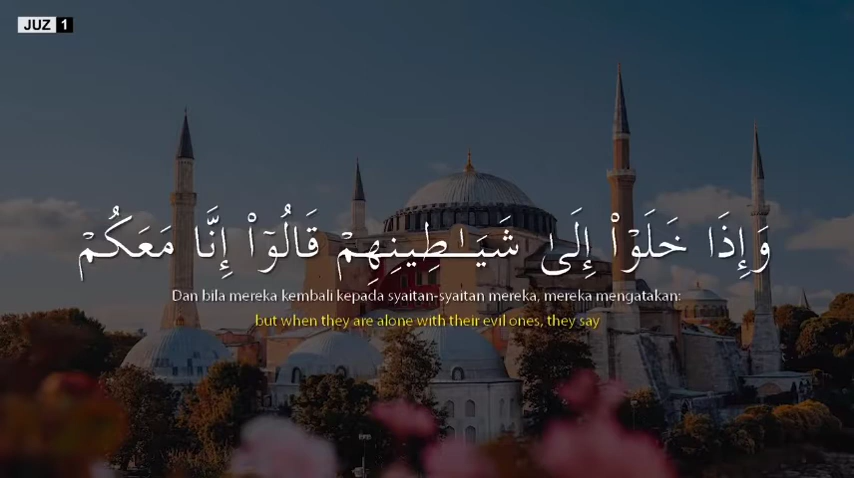 JUZ 1
وَإِذَا خَلَوْا۟ إِلَىٰ شَيَـٰطِينِهِمْ قَالُوٓا۟ إِنَّا مَعَكُمْ
Dan bila mereka kembali kepada syaitan-syaitan mereka, mereka mengatakan:
but when they are alone with their evil ones, they say